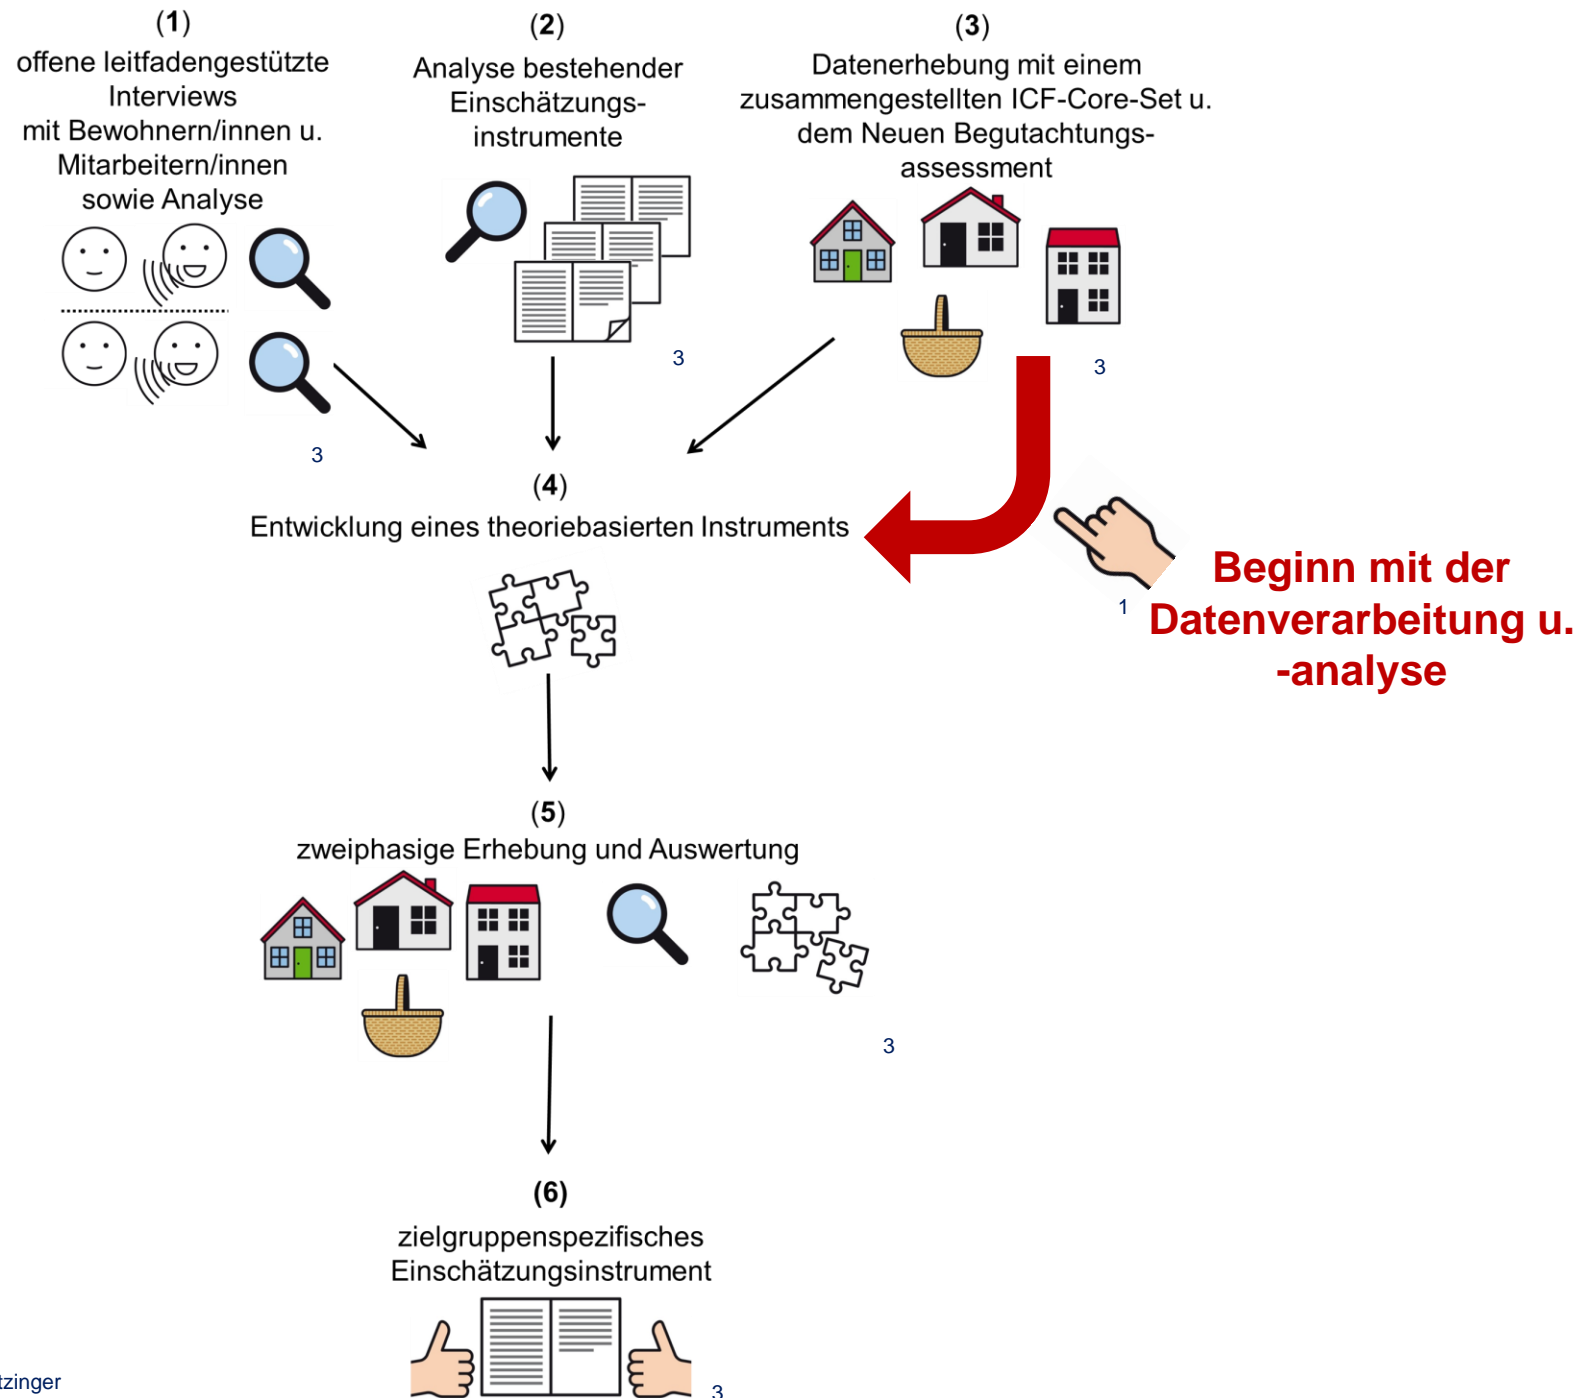 (1)
offene leitfadengestützte
Interviews
mit Bewohnern/innen u.
Mitarbeitern/innen
sowie Analyse
3
(2)
Analyse bestehender
Einschätzungs-
instrumente
3
(3)
Datenerhebung mit einem
zusammengestellten ICF-Core-Set u.
dem Neuen Begutachtungs-
assessment
3
(4)
Entwicklung eines theoriebasierten Instruments
1
Beginn mit der
Datenverarbeitung u.
-analyse
(5)
zweiphasige Erhebung und Auswertung
3
(6)
zielgruppenspezifisches
Einschätzungsinstrument
3
tzinger